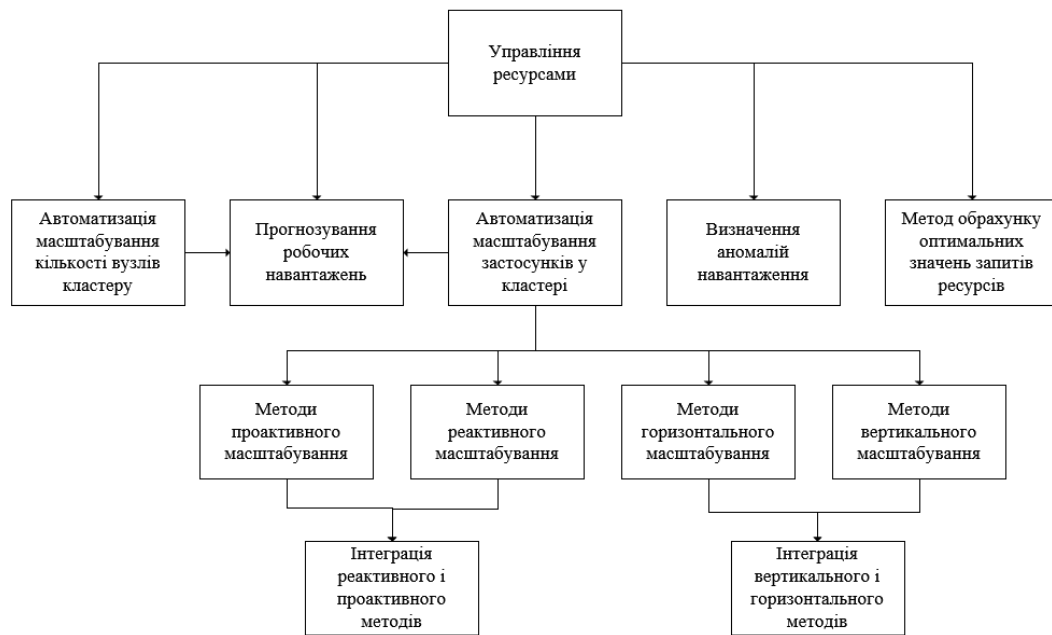 Управління
ресурсами
Автоматизація
масштабування
кількості вузлів
кластеру
Прогнозування
робочих
навантажень
Автоматизація
масштабування
застосунків у
кластері
Визначення
аномалій
навантаження
Метод обрахунку
оптимальних
значень запитів
ресурсів
Методи
проактивного
масштабування
Методи
реактивного
масштабування
Методи
горизонтального
масштабування
Методи
вертикального
масштабування
Інтеграція
реактивного і
проактивного
методів
Інтеграція
вертикального і
горизонтального
методів